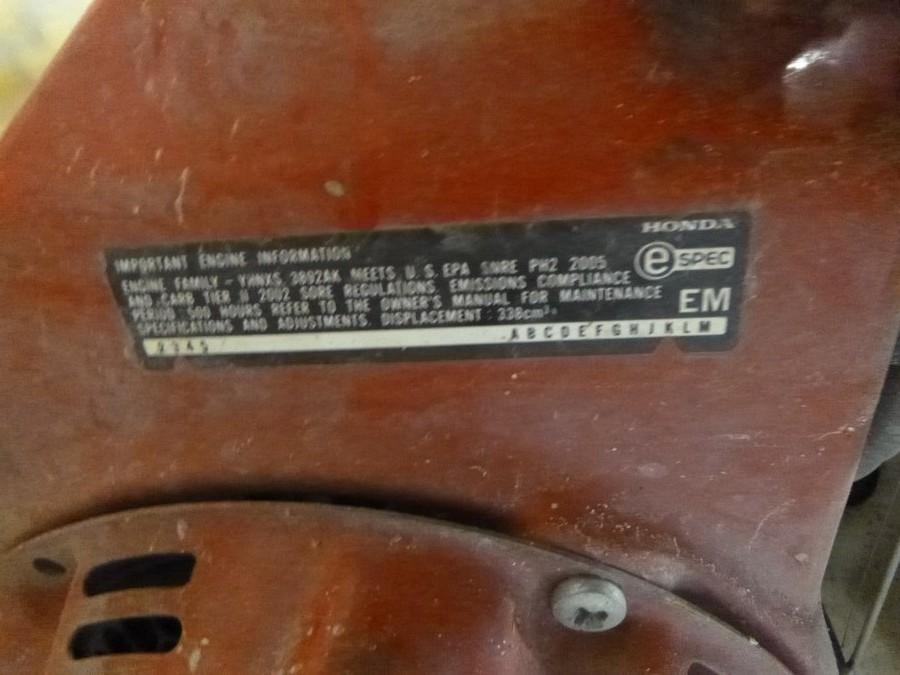 HONDA
IMPORTANT ENGINE INFORMATION
e SPEC
ENGINE FAMILY - YHNXS.3892AK MEETS U.S. EPA SNRE PH2 2005
AND CARB TIER II 2002 SORE REGULATIONS. EMISSIONS COMPLIANCE
PERIOD: 500 HOURS REFER TO THE OWNER'S MANUAL FOR MAINTENANCE
SPECIFICATIONS AND ADJUSTMENTS. DISPLACEMENT : 338cm³
EM
2345 ABCDEFGHJKLM